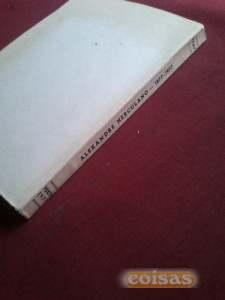 ALEXANDRE HERCULANO — 1877-1977
coisas